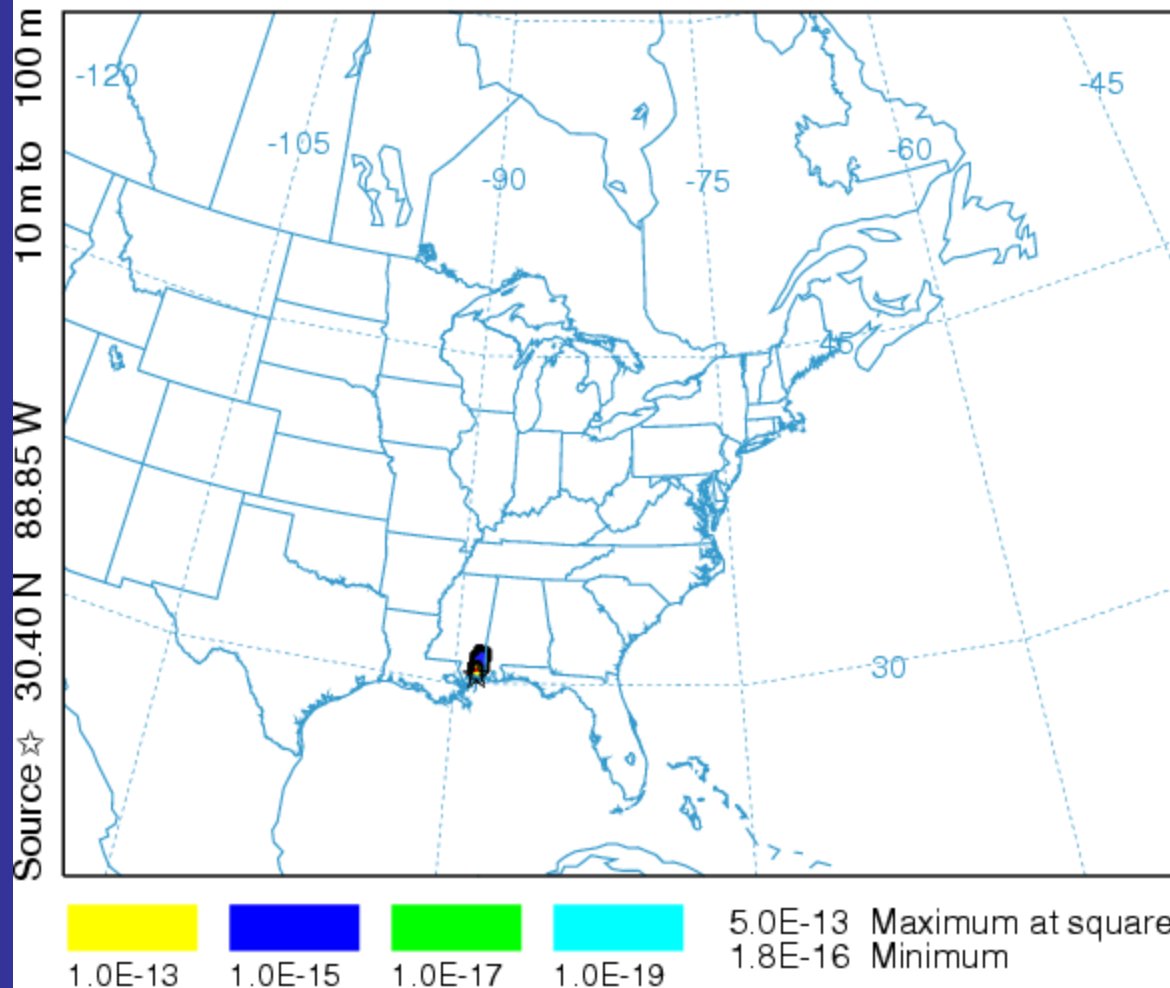 Source ☆ 30.40 N 88.85 W 10 m to 100 m
-120
-105
-90
-75
-60
-45
45
30
1.0E-13
1.0E-15
1.0E-17
1.0E-19
5.0E-13 Maximum at square
1.8E-16 Minimum